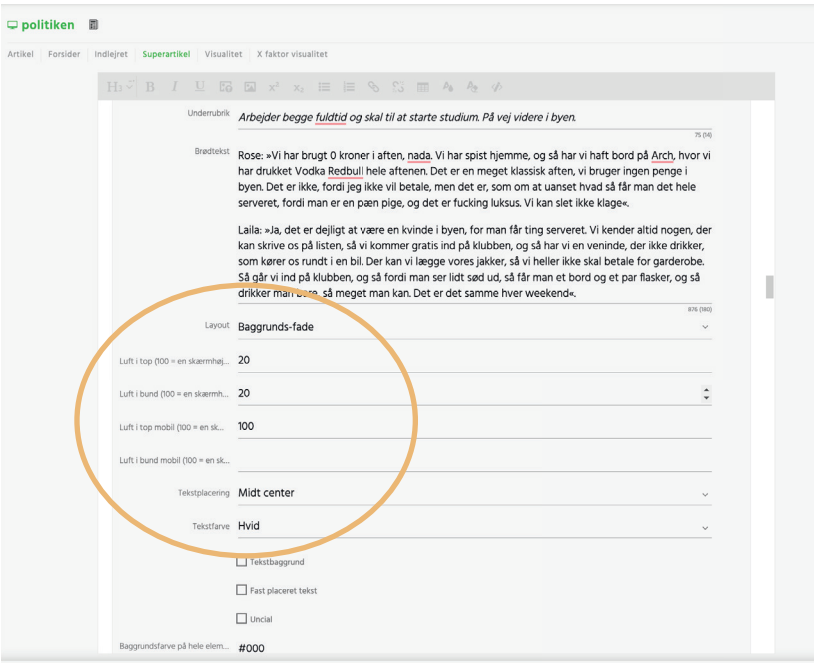 politiken
Artikel Forsider Indlejret Superartikel Visualitet X faktor visualitet
H1 B I U x² x₂
Underrubrik Arbejder begge fuldtid og skal til at starte studium. På vej videre i byen.
75 (14)
Brødtekst Rose: »Vi har brugt 0 kroner i aften, nada. Vi har spist hjemme, og så har vi haft bord på Arch, hvor vi
har drukket Vodka Redbull hele aftenen. Det er en meget klassisk aften, vi bruger ingen penge i
byen. Det er ikke, fordi jeg ikke vil betale, men det er, som om at uanset hvad så får man det hele
serveret, fordi man er en pæn pige, og det er fucking luksus. Vi kan slet ikke klage«.
Laila: »Ja, det er dejligt at være en kvinde i byen, for man får ting serveret. Vi kender altid nogen, der
kan skrive os på listen, så vi kommer gratis ind på klubben, og så har vi en veninde, der ikke drikker,
som kører os rundt i en bil. Der kan vi lægge vores jakker, så vi heller ikke skal betale for garderobe.
Så går vi ind på klubben, og så fordi man ser lidt sød ud, så får man et bord og et par flasker, og så
drikker man bare, så meget man kan. Det er det samme hver weekend«.
876 (180)
Layout Baggrunds-fade
Luft i top (100 = en skærmhøj... 20
Luft i bund (100 = en skærmh... 20
Luft i top mobil (100 = en sk... 100
Luft i bund mobil (100 = en sk...
Tekstplacering Midt center
Tekstfarve Hvid
Tekstbaggrund
Fast placeret tekst
Uncial
Baggrundsfarve på hele elem... #000